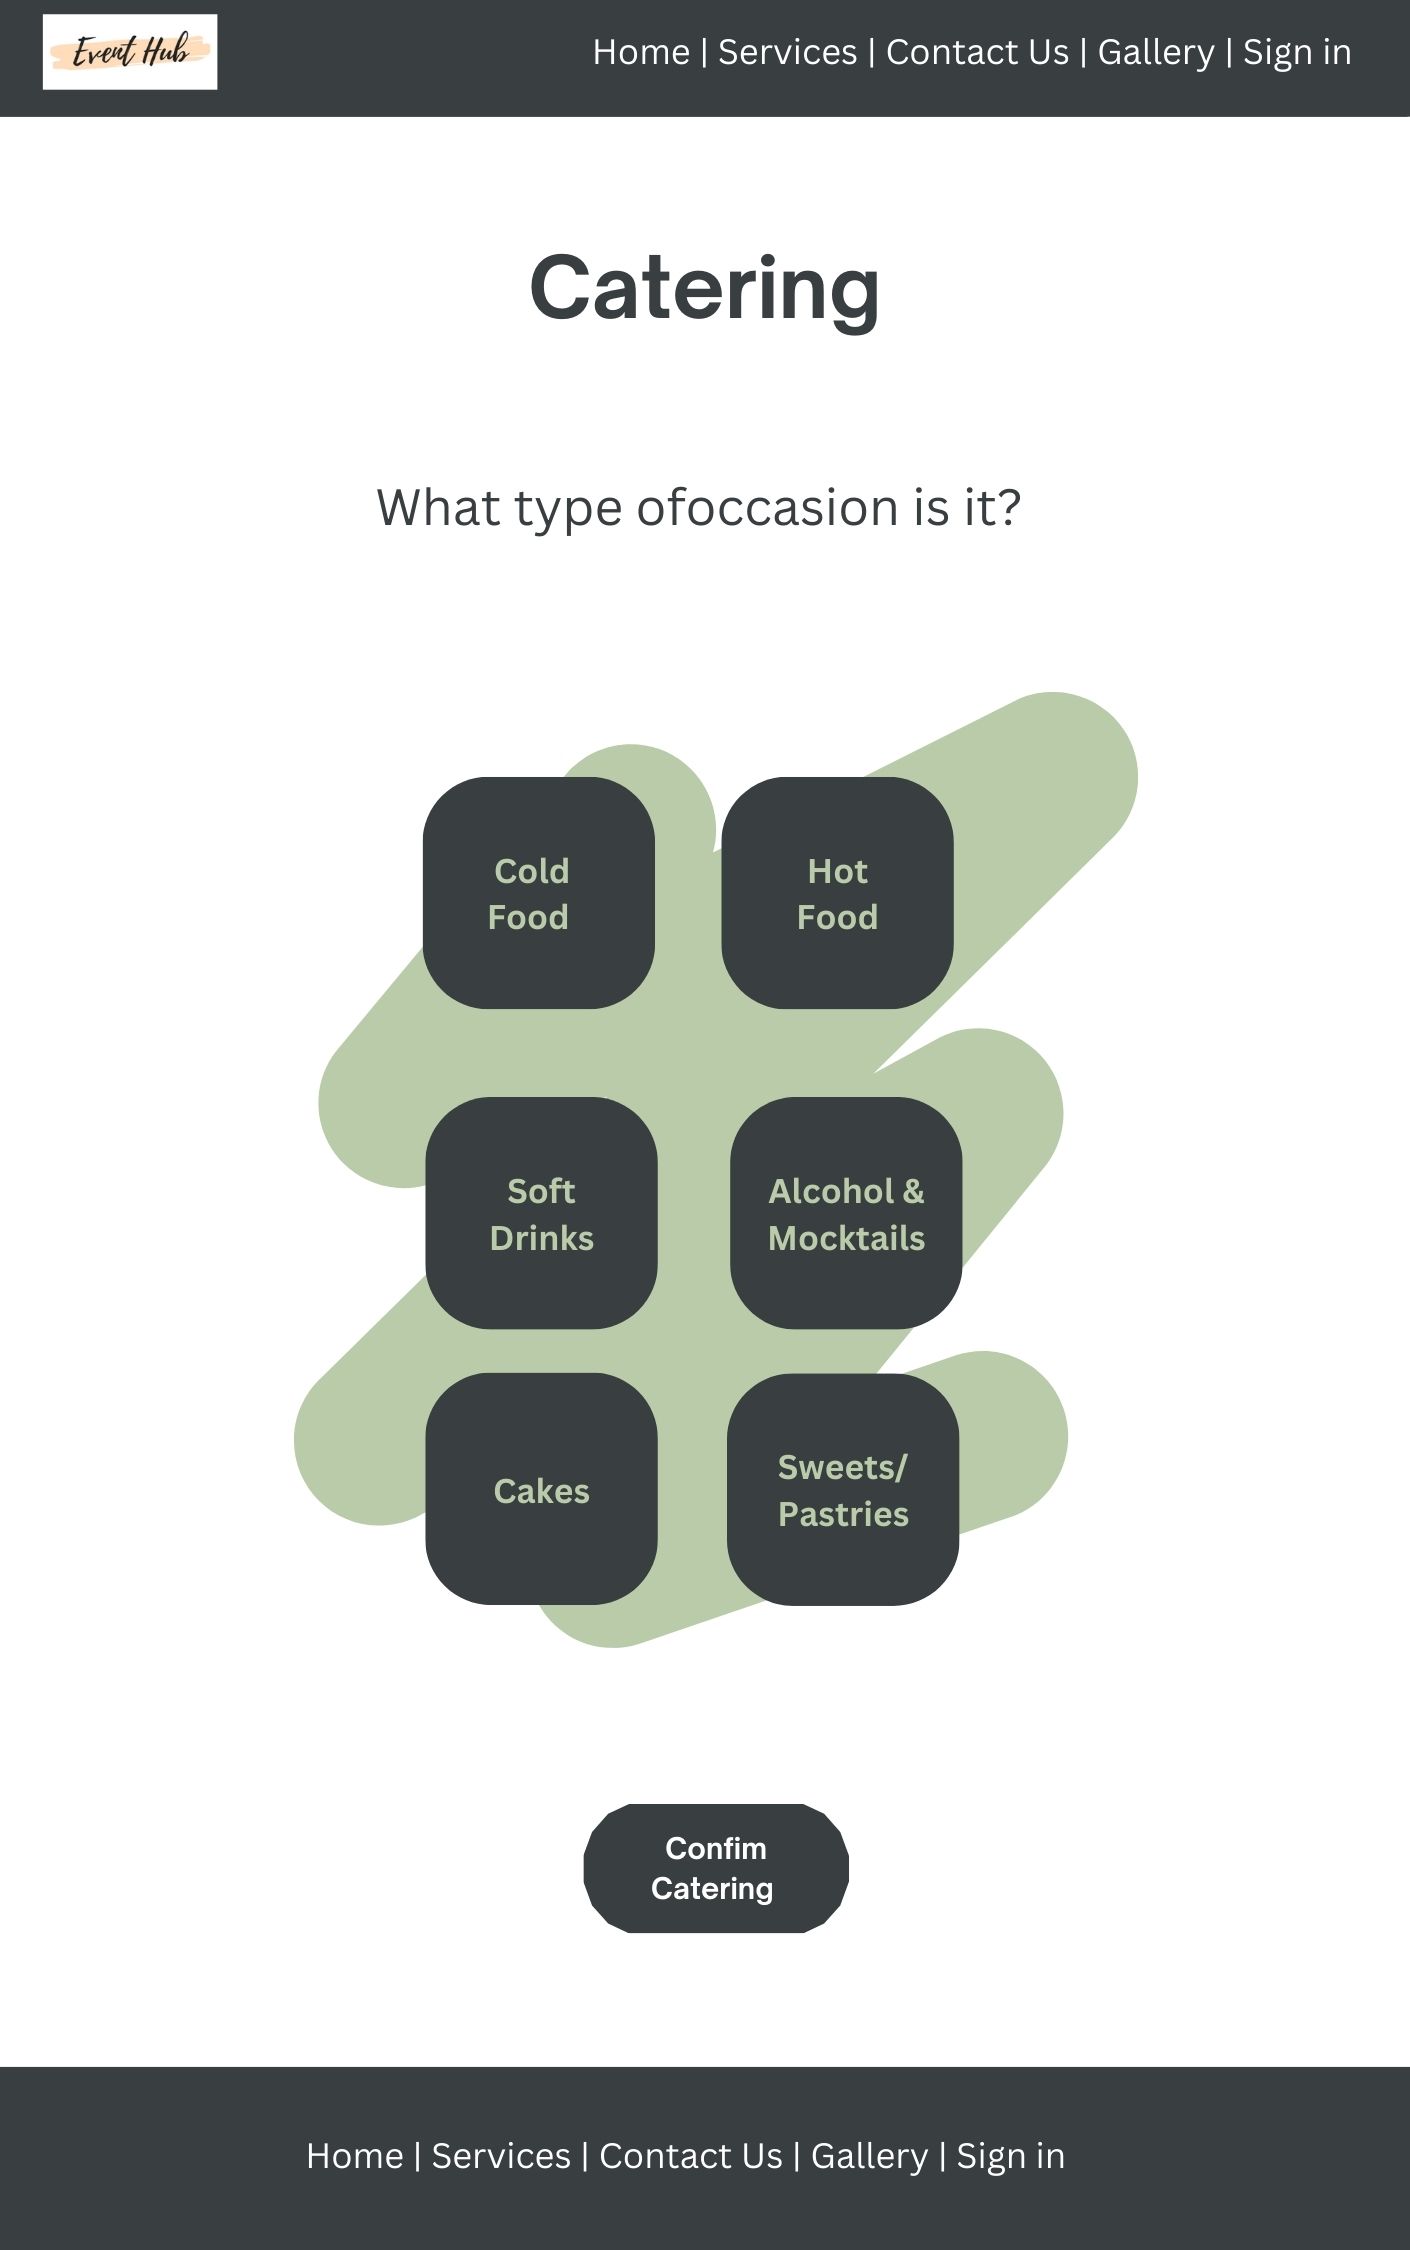 Event Hub
Home | Services | Contact Us | Gallery | Sign in
Catering
What type ofoccasion is it?
Cold
Food
Hot
Food
Soft
Drinks
Alcohol &
Mocktails
Cakes
Sweets/
Pastries
Confim
Catering
Home | Services | Contact Us | Gallery | Sign in